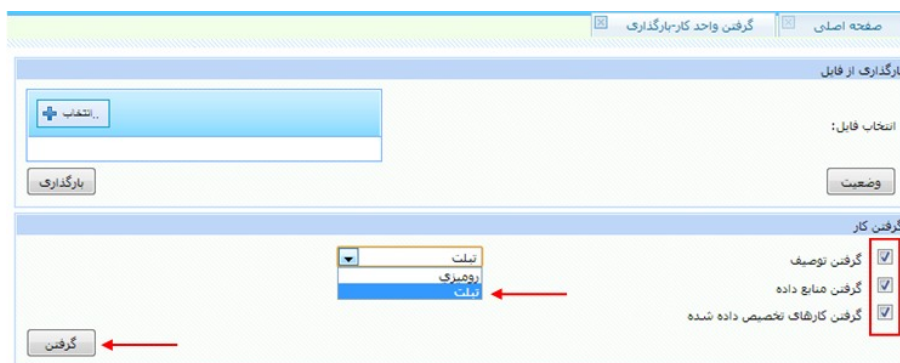 صفحه اصلی
گرفتن واحد کار-بارگذاری
بارگذاری از فایل
انتخاب فایل:
..انتخاب
وضعیت
بارگذاری
گرفتن کار
گرفتن توصیف
تبلت
رومیزی
تبلت
گرفتن منابع داده
گرفتن کارهای تخصیص داده شده
گرفتن